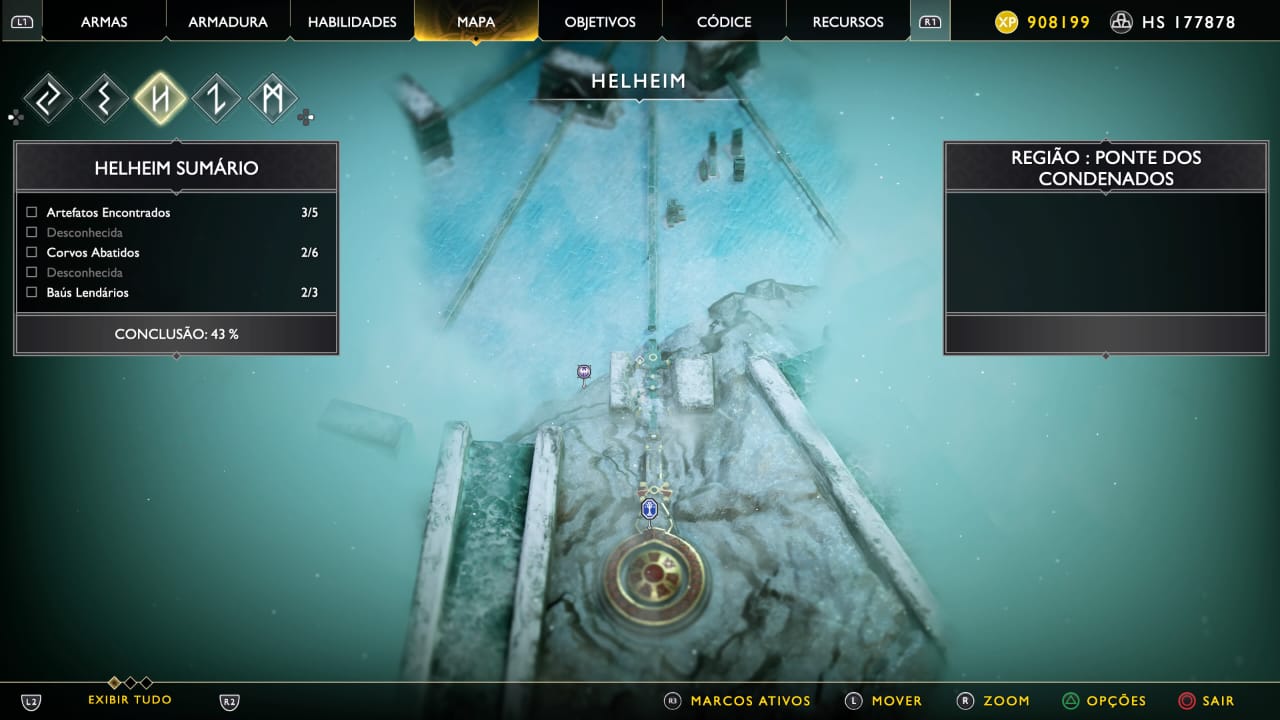 L1 ARMAS ARMADURA HABILIDADES MAPA OBJETIVOS CÓDICE RECURSOS R1 XP 908199 HS 177878
HELHEIM
HELHEIM SUMÁRIO
Artefatos Encontrados 3/5
Desconhecida
Corvos Abatidos 2/6
Desconhecida
Baús Lendários 2/3
CONCLUSÃO: 43 %
REGIÃO : PONTE DOS
CONDENADOS
L2 EXIBIR TUDO R2 R3 MARCOS ATIVOS L MOVER R ZOOM OPÇÕES SAIR